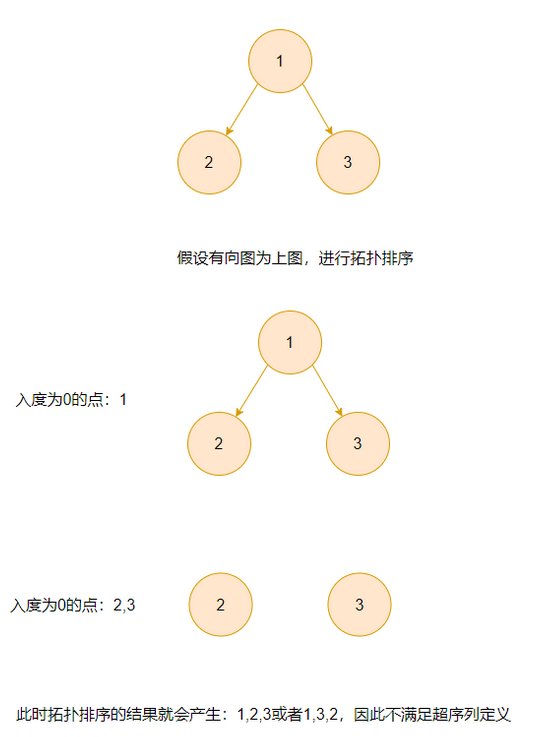 1
2
3
假设有向图为上图，进行拓扑排序
1
入度为0的点：1
2
3
入度为0的点：2,3
2
3
此时拓扑排序的结果就会产生：1,2,3或者1,3,2，因此不满足超序列定义